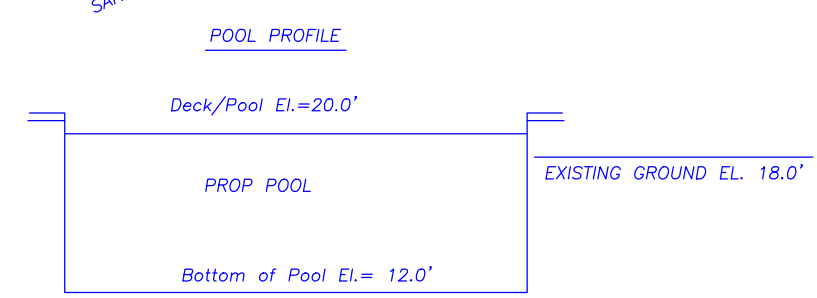 POOL PROFILE
Deck/Pool El.=20.0'
PROP POOL
EXISTING GROUND EL. 18.0'
Bottom of Pool El.= 12.0'